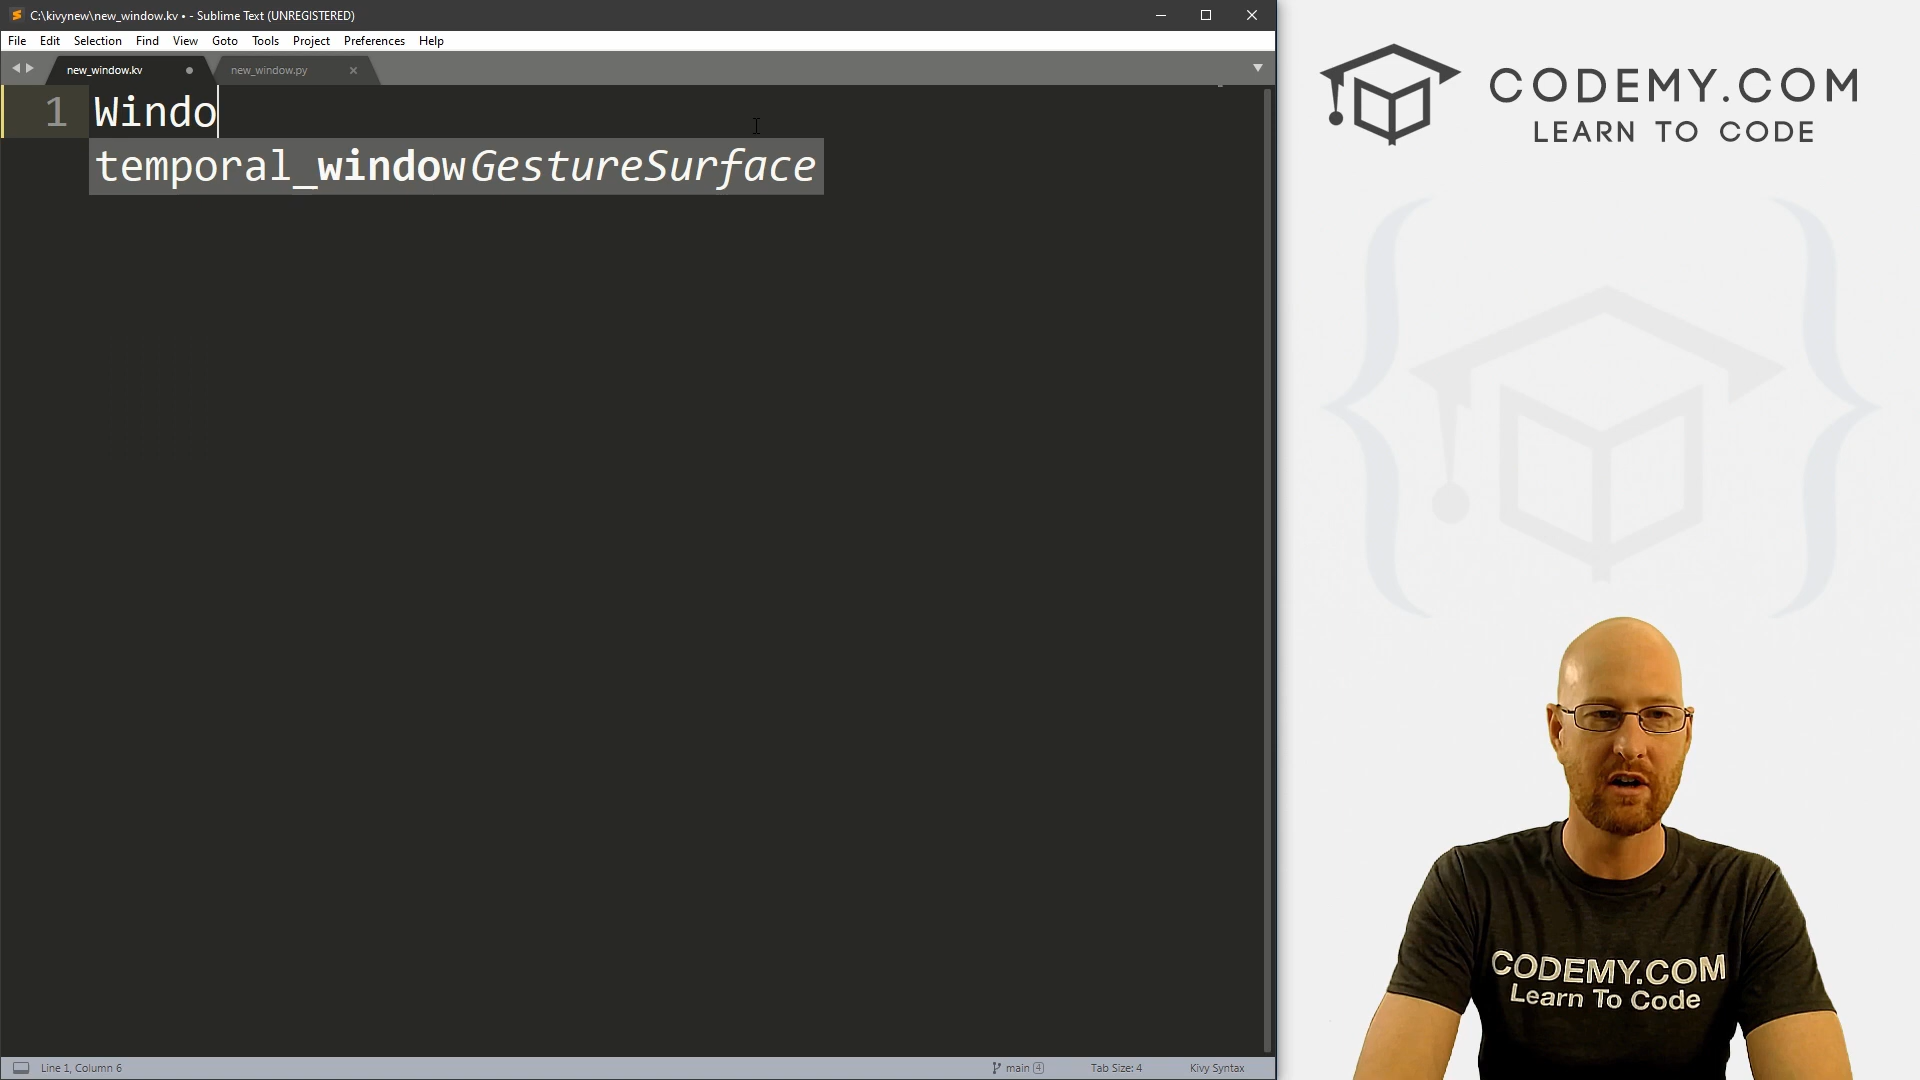 C:\kivynew\new_window.kv • - Sublime Text (UNREGISTERED)
File Edit Selection Find View Goto Tools Project Preferences Help
new_window.kv new_window.py
1 Windo
temporal_windowGestureSurface
Line 1, Column 6 main 4 Tab Size: 4 Kivy Syntax
CODEMY.COM
LEARN TO CODE
CODEMY.COM
Learn To Code